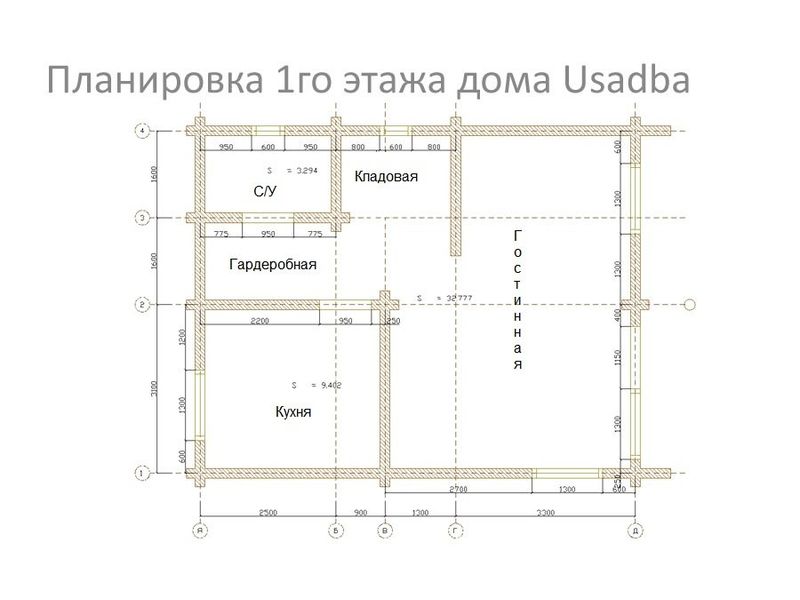 Планировка 1го этажа дома Usadba
4
950 600 950 800 600 800
600
1600
S = 3.294
С/У
Кладовая
1300
3
775 950 775
Гостинная
1600
Гардеробная
1300
S = 32.777
2
2200 950 250
400
1200
1150
3100
S = 9.402
1300
Кухня
1300
600
1
250
2700 1300 600
2500 900 1300 3300
А Б В Г Д